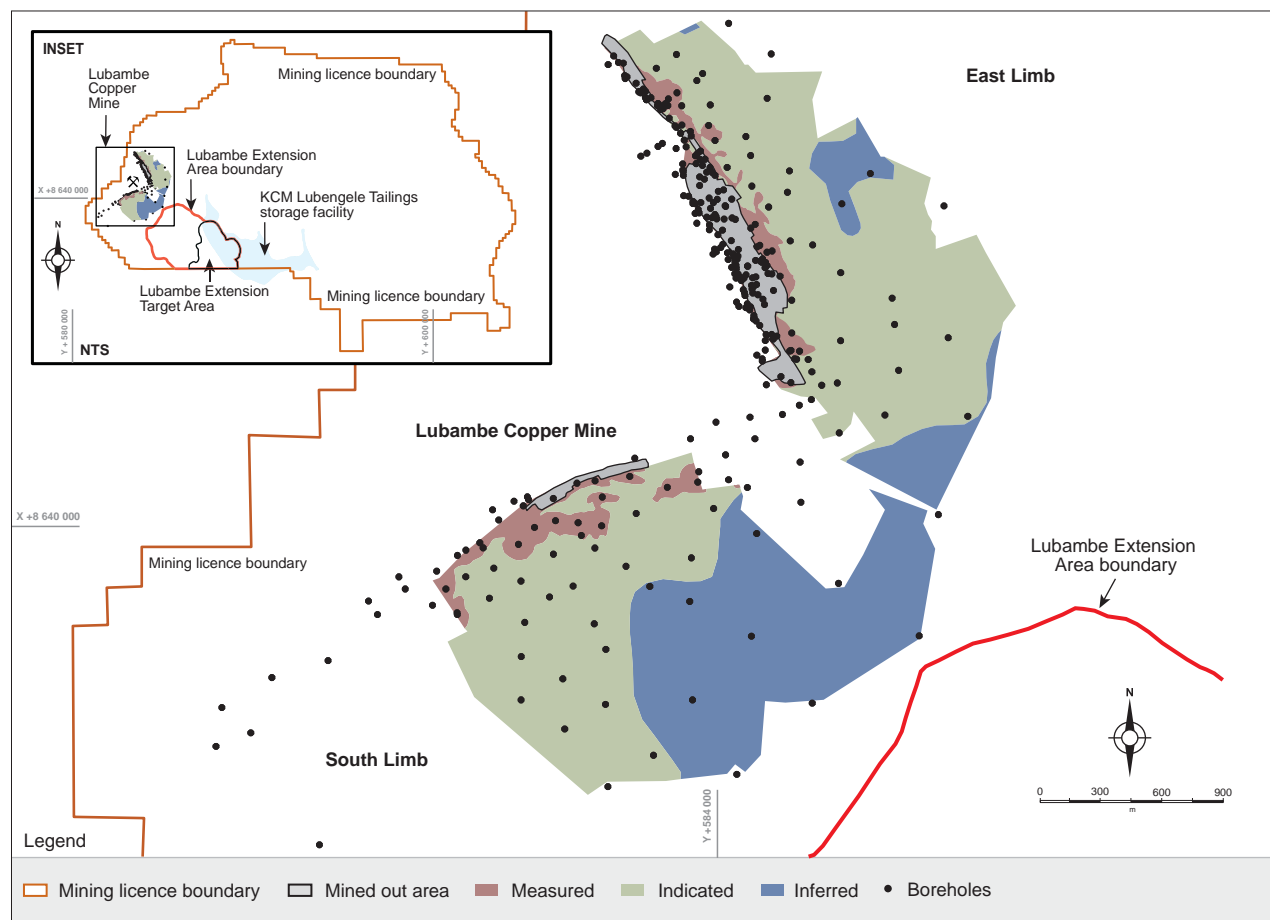 INSET
Lubambe
Copper
Mine
Mining licence boundary
Lubambe Extension
Area boundary
X +8 640 000
KCM Lubengele Tailings
storage facility
N
Lubambe Extension
Target Area
Mining licence boundary
Y + 580 000
Y + 600 000
NTS
East Limb
Lubambe Copper Mine
X +8 640 000
Mining licence boundary
Lubambe Extension
Area boundary
N
South Limb
Y +584 000
0 300 600 900
m
Legend
Mining licence boundary Mined out area Measured Indicated Inferred Boreholes